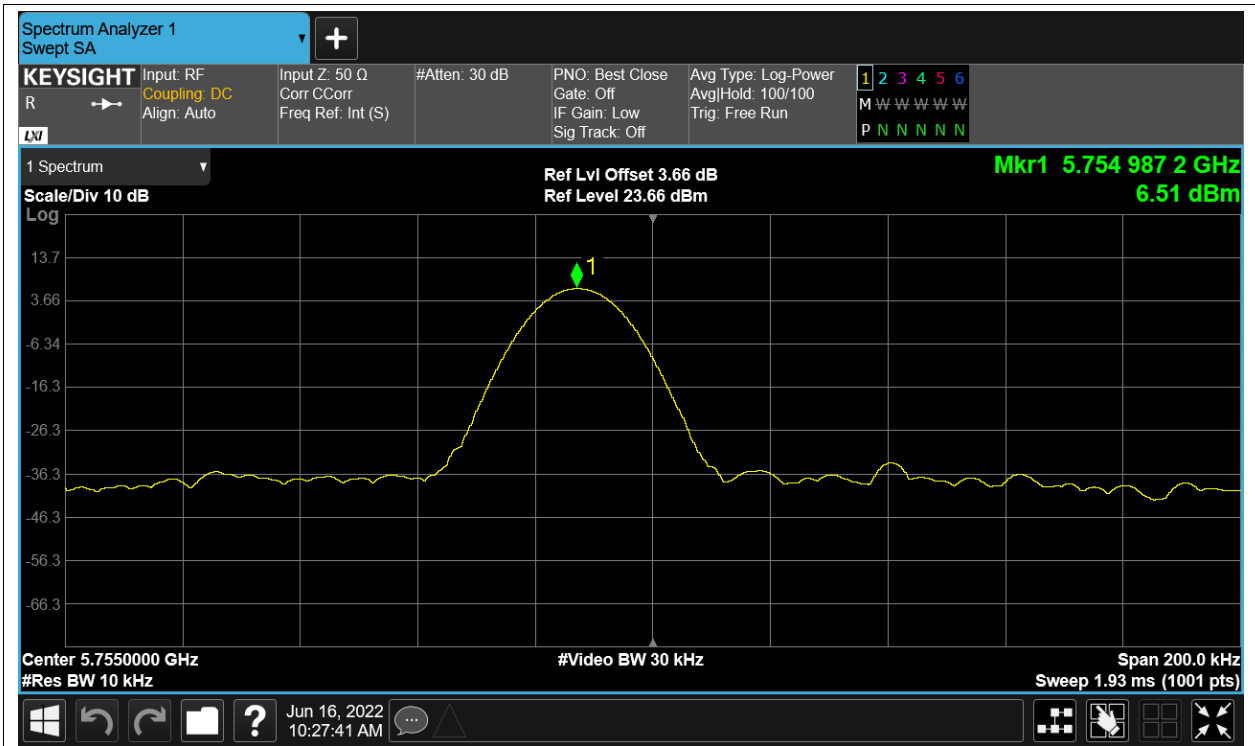 Spectrum Analyzer 1
Swept SA
KEYSIGHT
R
LXI
Input: RF
Coupling: DC
Align: Auto
Input Z: 50 Ω
Corr CCorr
Freq Ref: Int (S)
#Atten: 30 dB
PNO: Best Close
Gate: Off
IF Gain: Low
Sig Track: Off
Avg Type: Log-Power
Avg|Hold: 100/100
Trig: Free Run
1 2 3 4 5 6
M W W W W W
P N N N N N
1 Spectrum
Scale/Div 10 dB
Log
Ref Lvl Offset 3.66 dB
Ref Level 23.66 dBm
Mkr1 5.754 987 2 GHz
6.51 dBm
1
13.7
3.66
-6.34
-16.3
-26.3
-36.3
-46.3
-56.3
-66.3
Center 5.7550000 GHz
#Video BW 30 kHz
Span 200.0 kHz
#Res BW 10 kHz
Sweep 1.93 ms (1001 pts)
?
Jun 16, 2022
10:27:41 AM